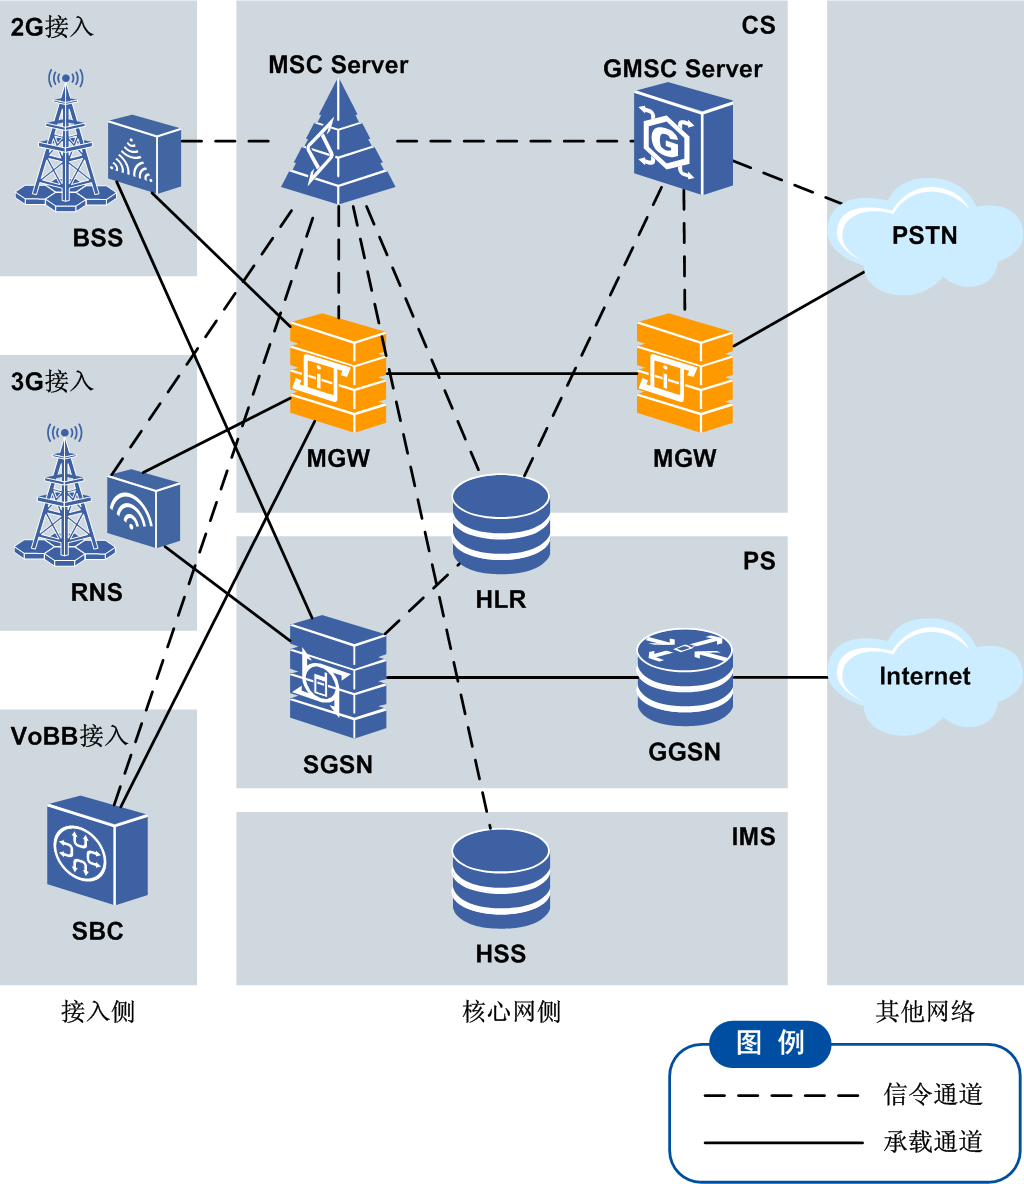 2G接入
CS
MSC Server
GMSC Server
BSS
PSTN
3G接入
MGW
MGW
RNS
HLR
PS
Internet
VoBB接入
SGSN
GGSN
IMS
SBC
HSS
接入侧
核心网侧
其他网络
图 例
信令通道
承载通道